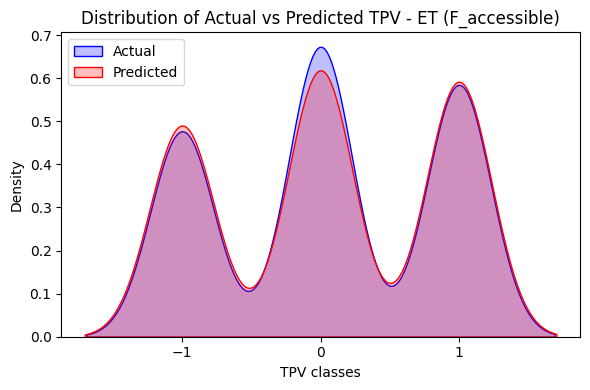 Distribution of Actual vs Predicted TPV - ET (F_accessible)
Actual
Predicted
Density
0.7
0.6
0.5
0.4
0.3
0.2
0.1
0.0
−1
0
1
TPV classes